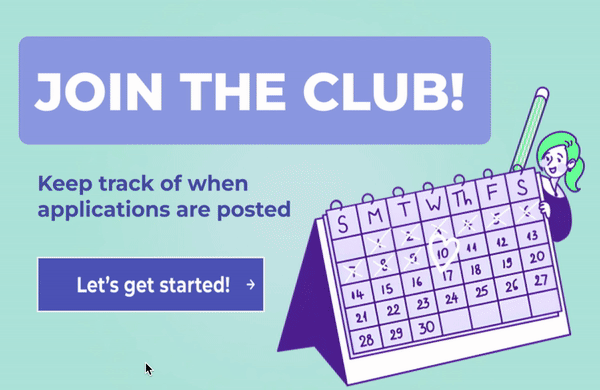 JOIN THE CLUB!
Keep track of when
applications are posted
Let's get started! →
S M T W Th F S
1 2 3 4 5 6
7 8 9 10 11 12 13
14 15 16 17 18 19 20
21 22 23 24 25 26 27
28 29 30